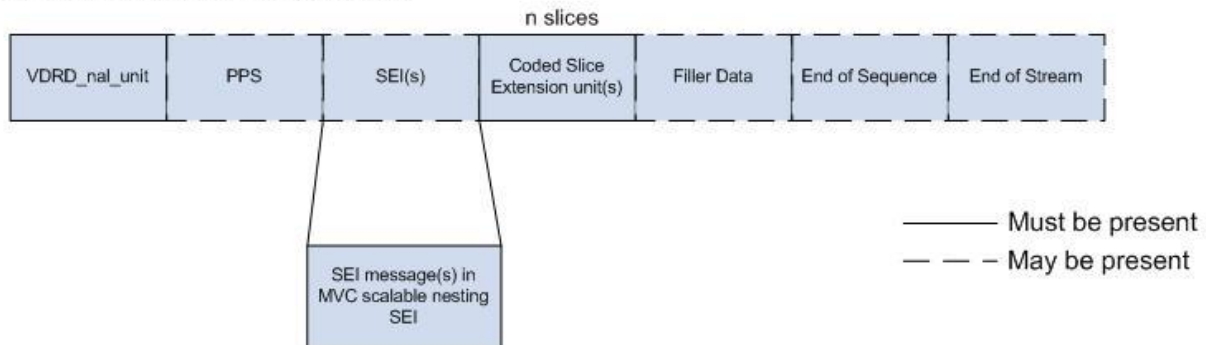 n slices
VDRD_nal_unit
PPS
SEI(s)
Coded Slice
Extension unit(s)
Filler Data
End of Sequence
End of Stream
SEI message(s) in
MVC scalable nesting
SEI
Must be present
May be present